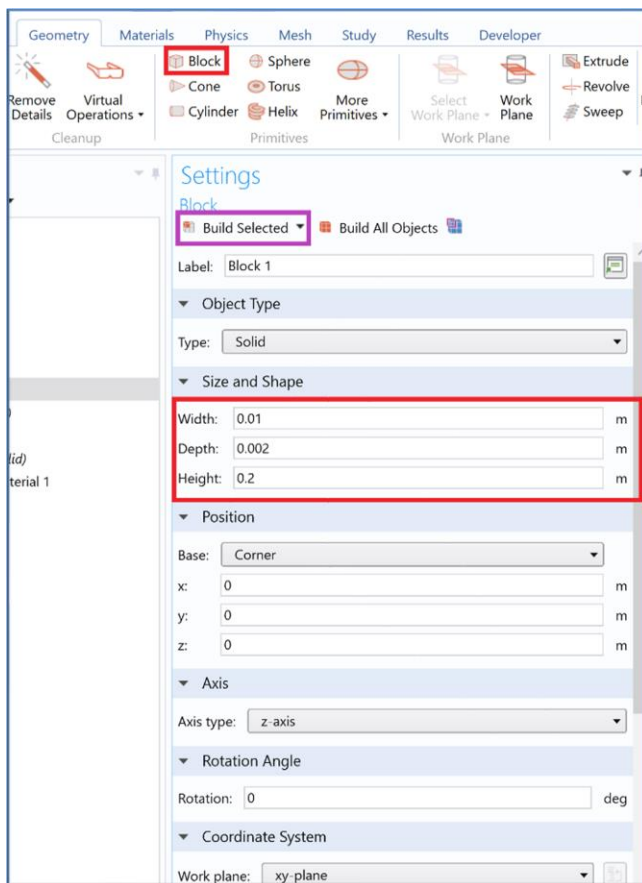 Geometry Materials Physics Mesh Study Results Developer
Block Sphere Extrude
Cone Torus Revolve
Remove Details Virtual Operations Cylinder Helix More Primitives Select Work Plane Work Plane Sweep
Cleanup Primitives Work Plane
Settings
Block
Build Selected Build All Objects
Label: Block 1
Object Type
Type: Solid
Size and Shape
Width: 0.01 m
Depth: 0.002 m
lid)
Height: 0.2 m
terial 1
Position
Base: Corner
x: 0 m
y: 0 m
z: 0 m
Axis
Axis type: z-axis
Rotation Angle
Rotation: 0 deg
Coordinate System
Work plane: xy-plane